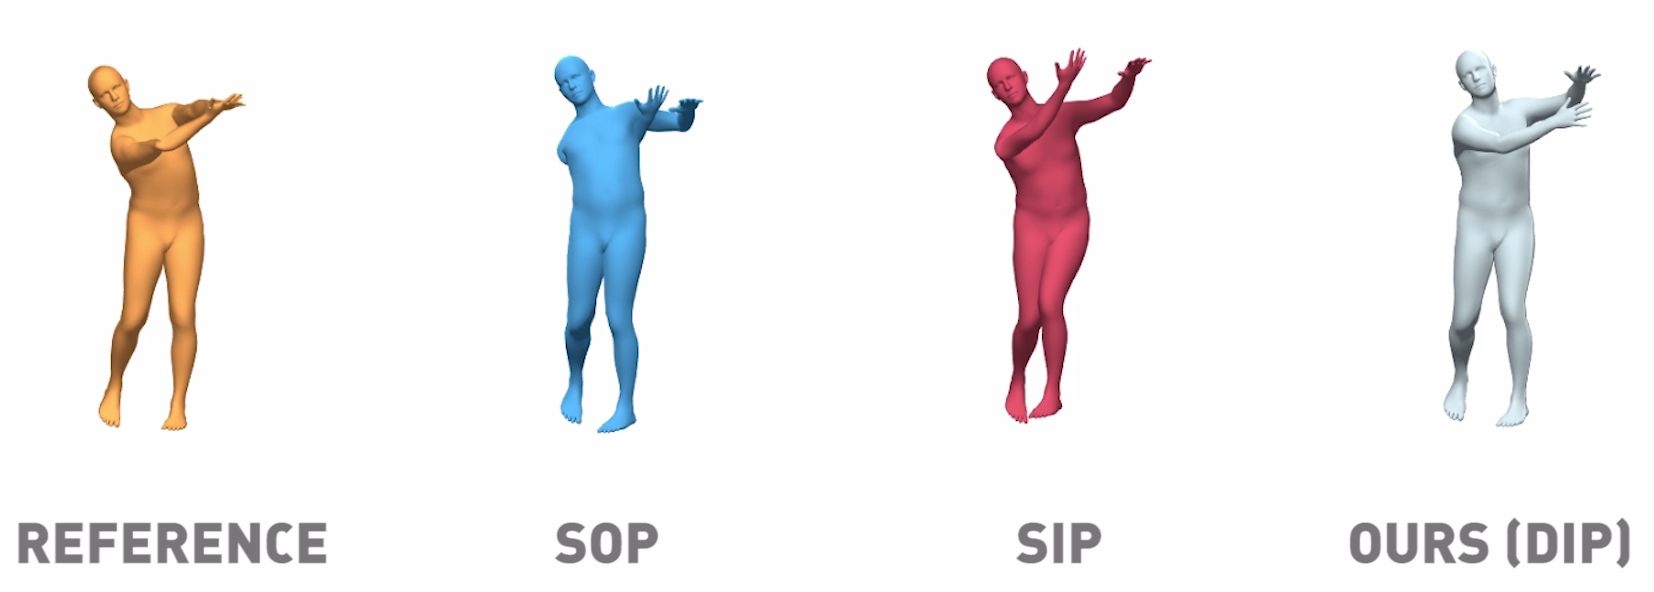 REFERENCE
SOP
SIP
OURS (DIP)